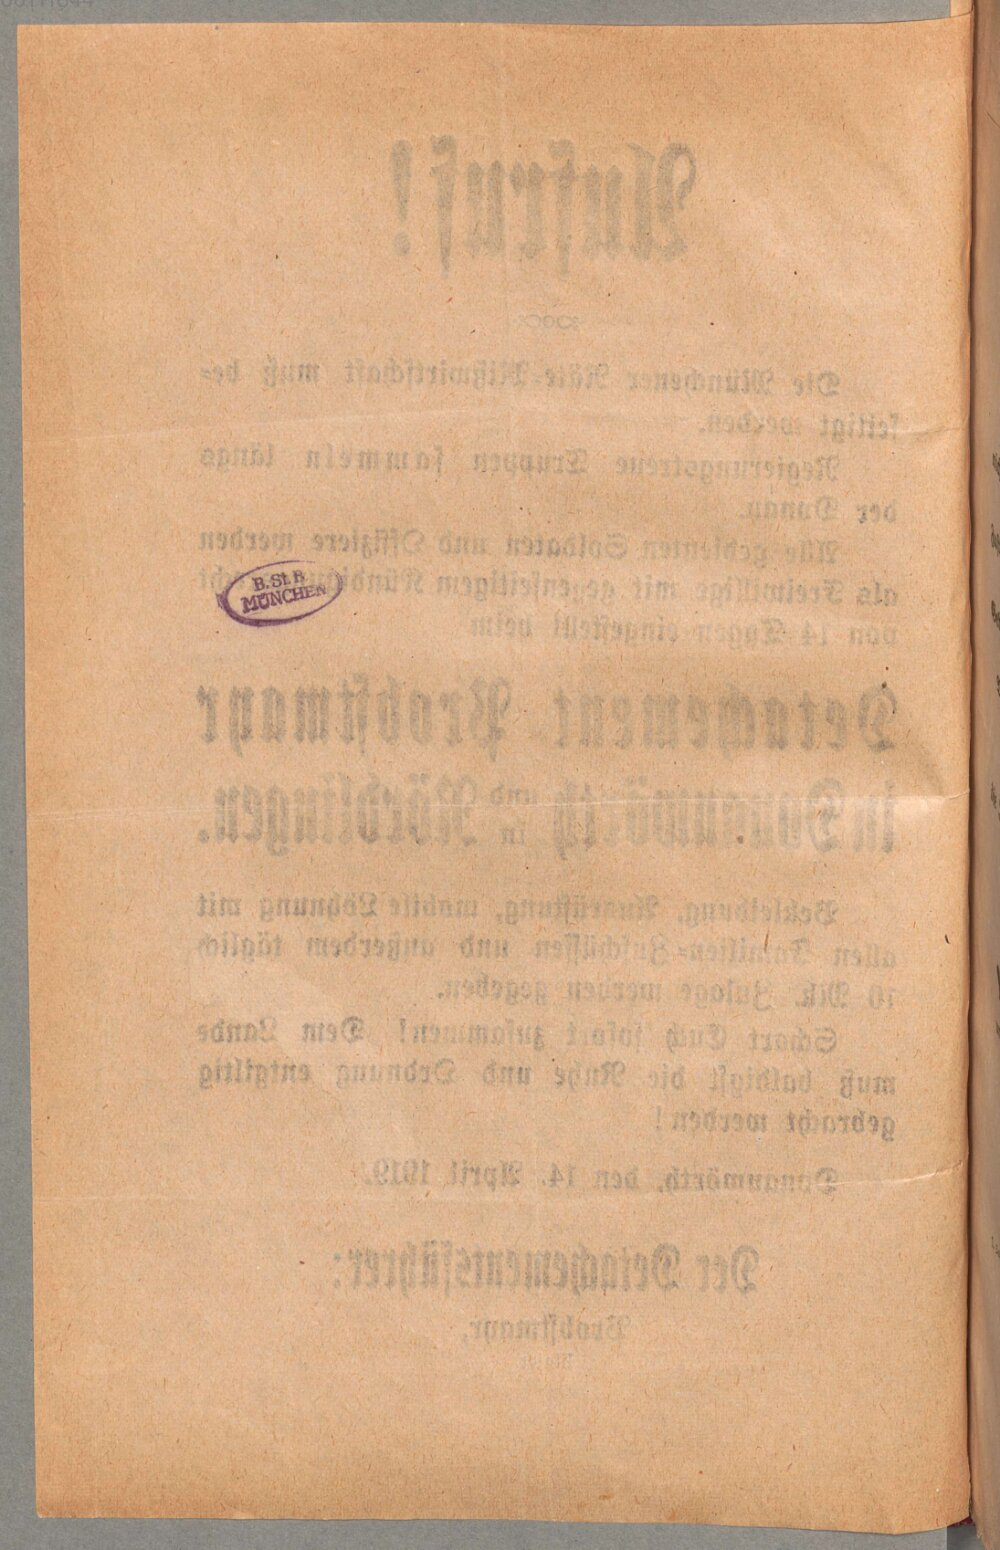 Aufruf!
Die Münchener Räte-Mißwirtschaft muß be-
seitigt werden.
Regierungstreue Truppen sammeln längs
der Donau.
Alle gedienten Soldaten und Offiziere werden
als Freiwillige mit gegenseitigem
von 14 Tagen eingestellt beim
B. St. B.
MÜNCHEN
Detachement Probstmayr
in Donauwörth und in Nördlingen.
Bekleidung, Ausrüstung, mobile Löhnung mit
allen Familien-Zuschüssen und außerdem täglich
10 Mk. Zulage werden gegeben.
Schart Euch sofort zusammen! Dem Lande
muß baldigst die Ruhe und Ordnung entgiltig
gebracht werden!
Donauwörth, den 14. April 1919.
Der Detachementsführer:
Probstmayr,